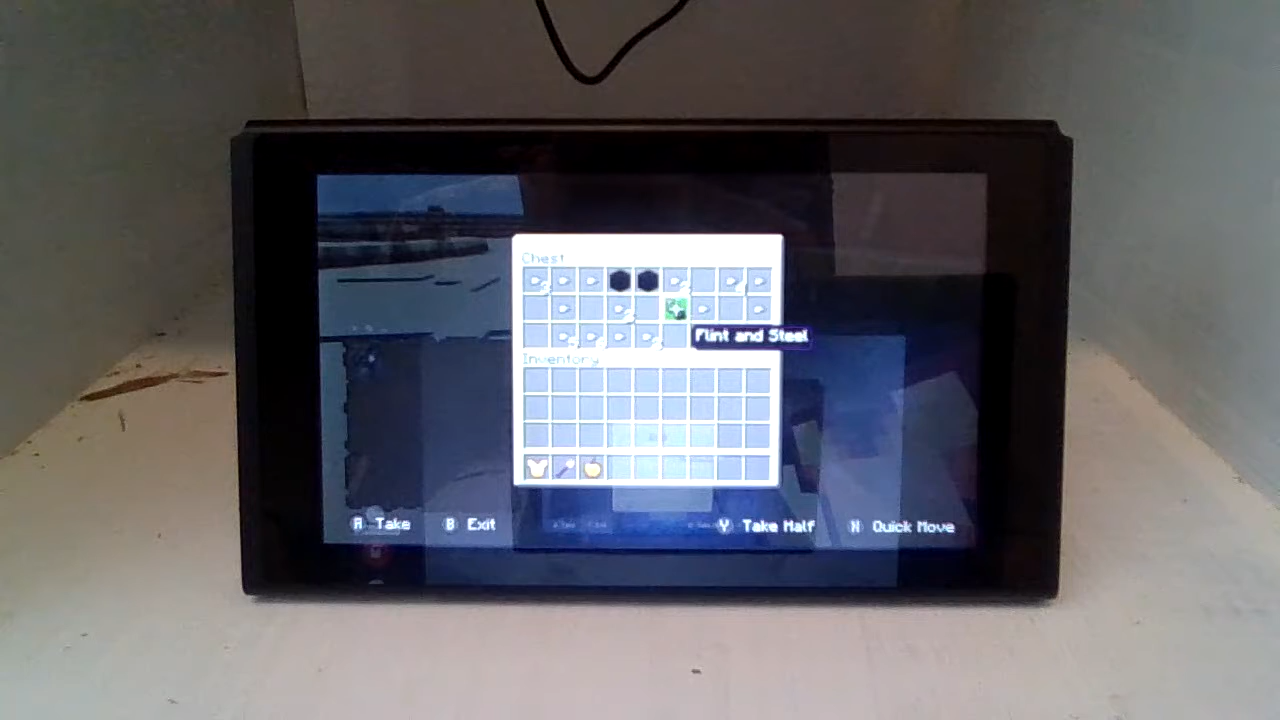 Chest
Flint and Steel
Inventory
A Take
B Exit
Y Take Half
Quick Move